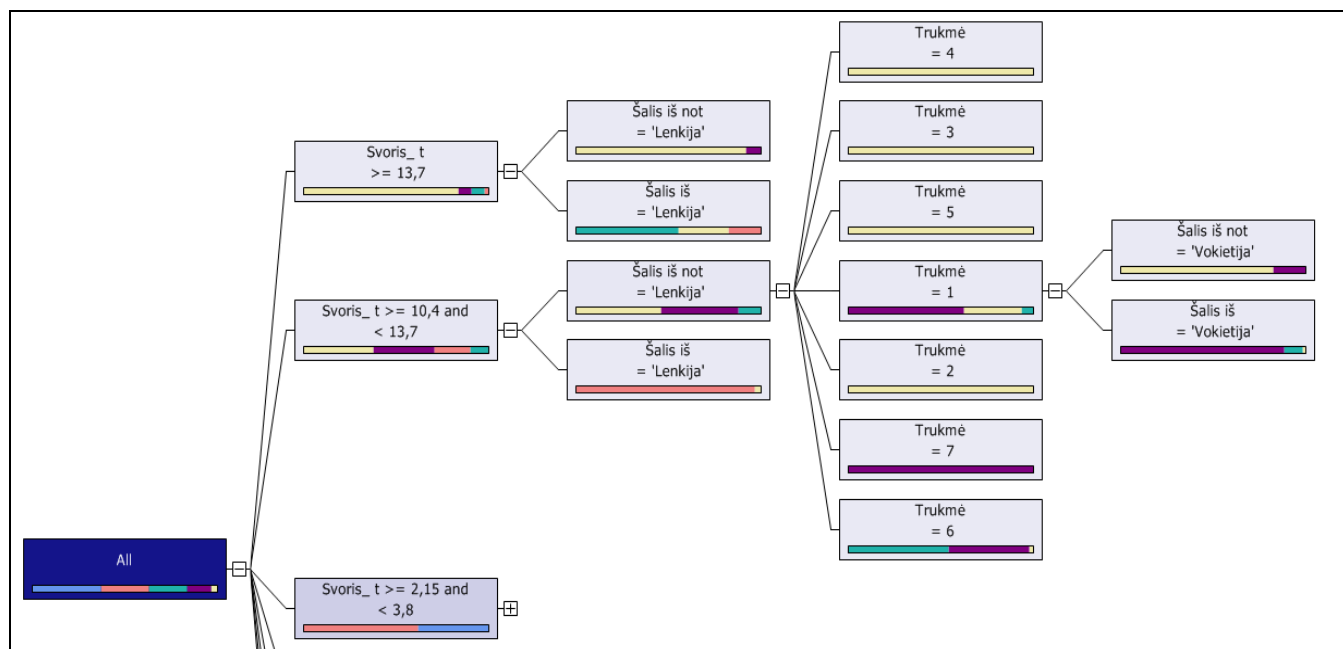 All
Svoris_ t
>= 13,7
Svoris_ t >= 10,4 and
< 13,7
Svoris_ t >= 2,15 and
< 3,8
Šalis iš not
= 'Lenkija'
Šalis iš
= 'Lenkija'
Šalis iš not
= 'Lenkija'
Šalis iš
= 'Lenkija'
Trukmė
= 4
Trukmė
= 3
Trukmė
= 5
Trukmė
= 1
Trukmė
= 2
Trukmė
= 7
Trukmė
= 6
Šalis iš not
= 'Vokietija'
Šalis iš
= 'Vokietija'